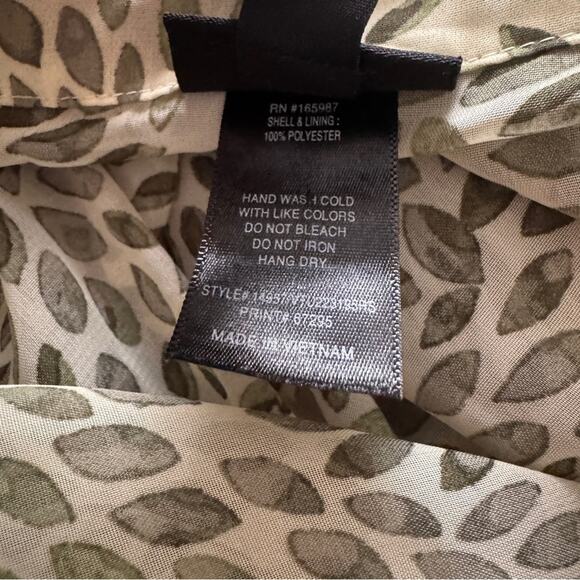 RN #165987
SHELL & LINING :
100% POLYESTER
HAND WASH COLD
WITH LIKE COLORS
DO NOT BLEACH
DO NOT IRON
HANG DRY
STYLE#
PRINT# 67235
MADE IN VIETNAM